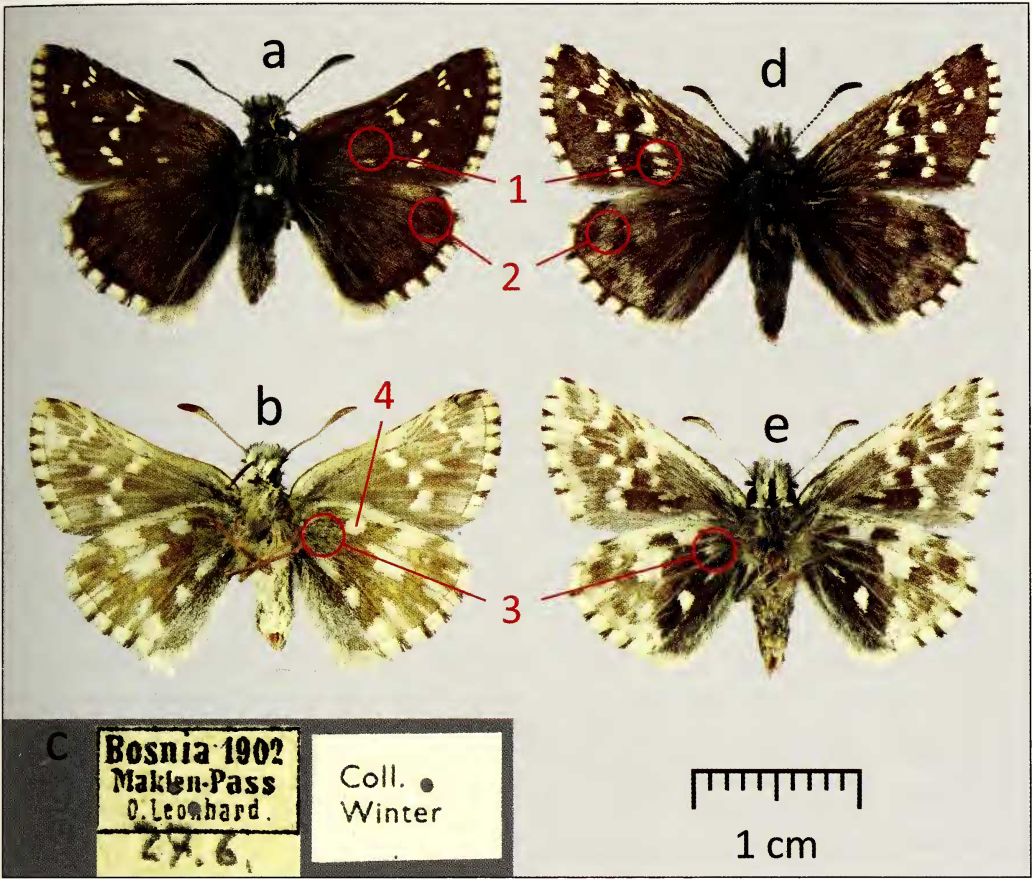 a
d
1
2
b
4
e
3
c
Bosnia 1902
Maklen-Pass
O. Leonhard.
27. 6.
Coll.
Winter
1 cm